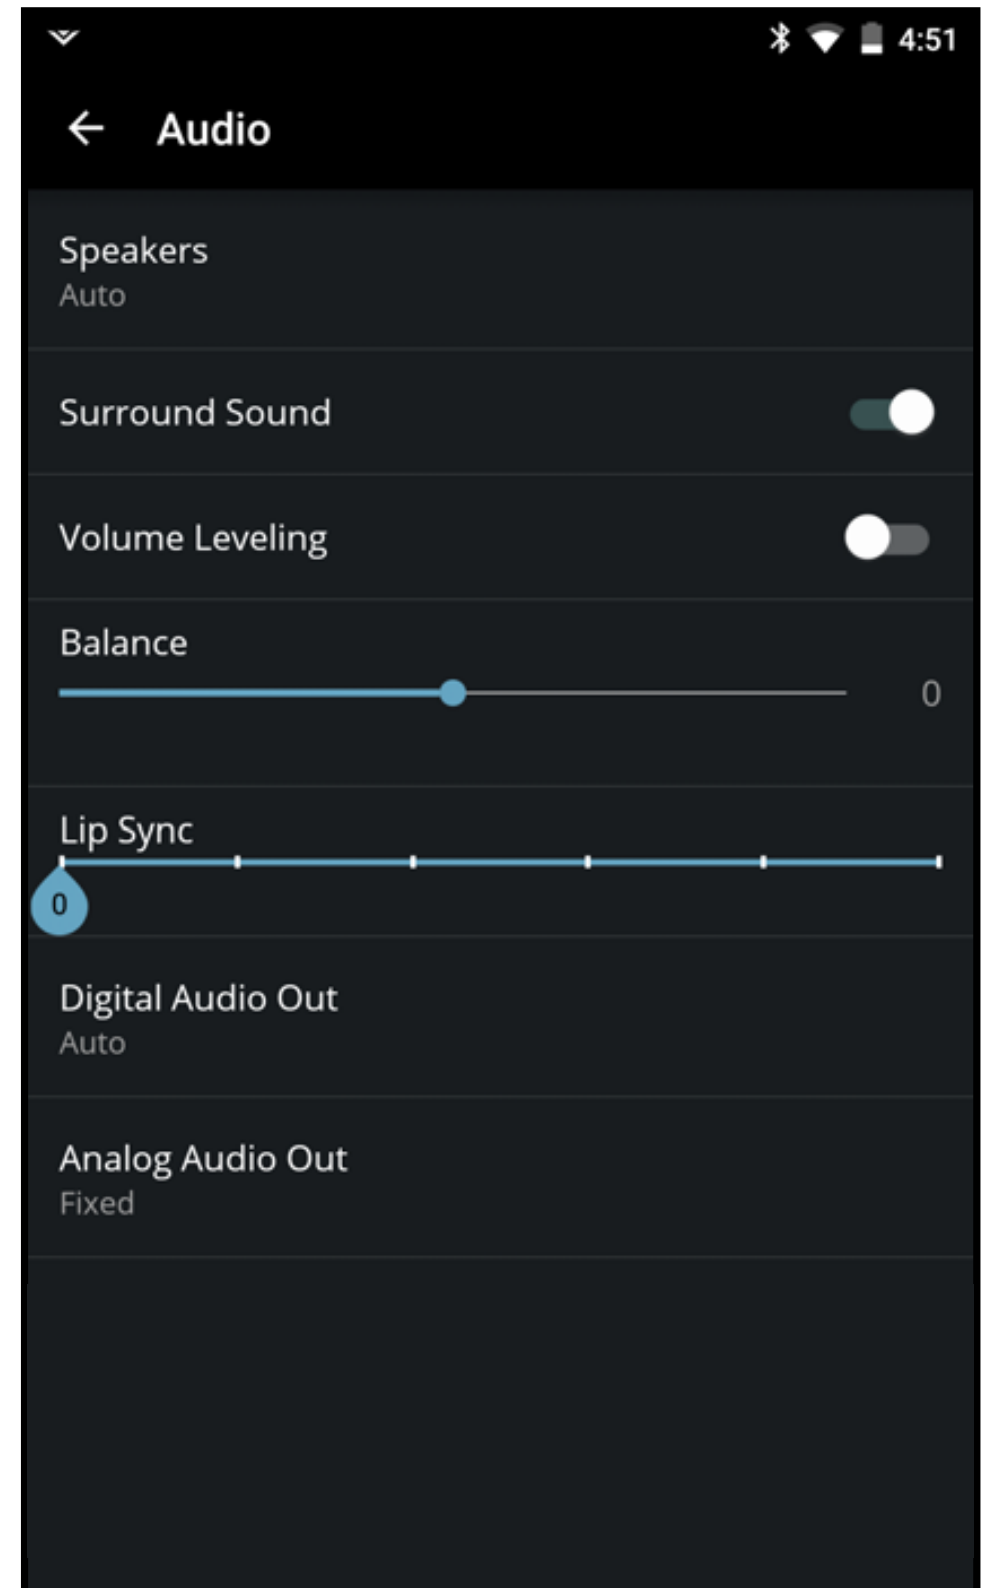 4:51
Audio
Speakers
Auto
Surround Sound
Volume Leveling
Balance
0
Lip Sync
0
Digital Audio Out
Auto
Analog Audio Out
Fixed